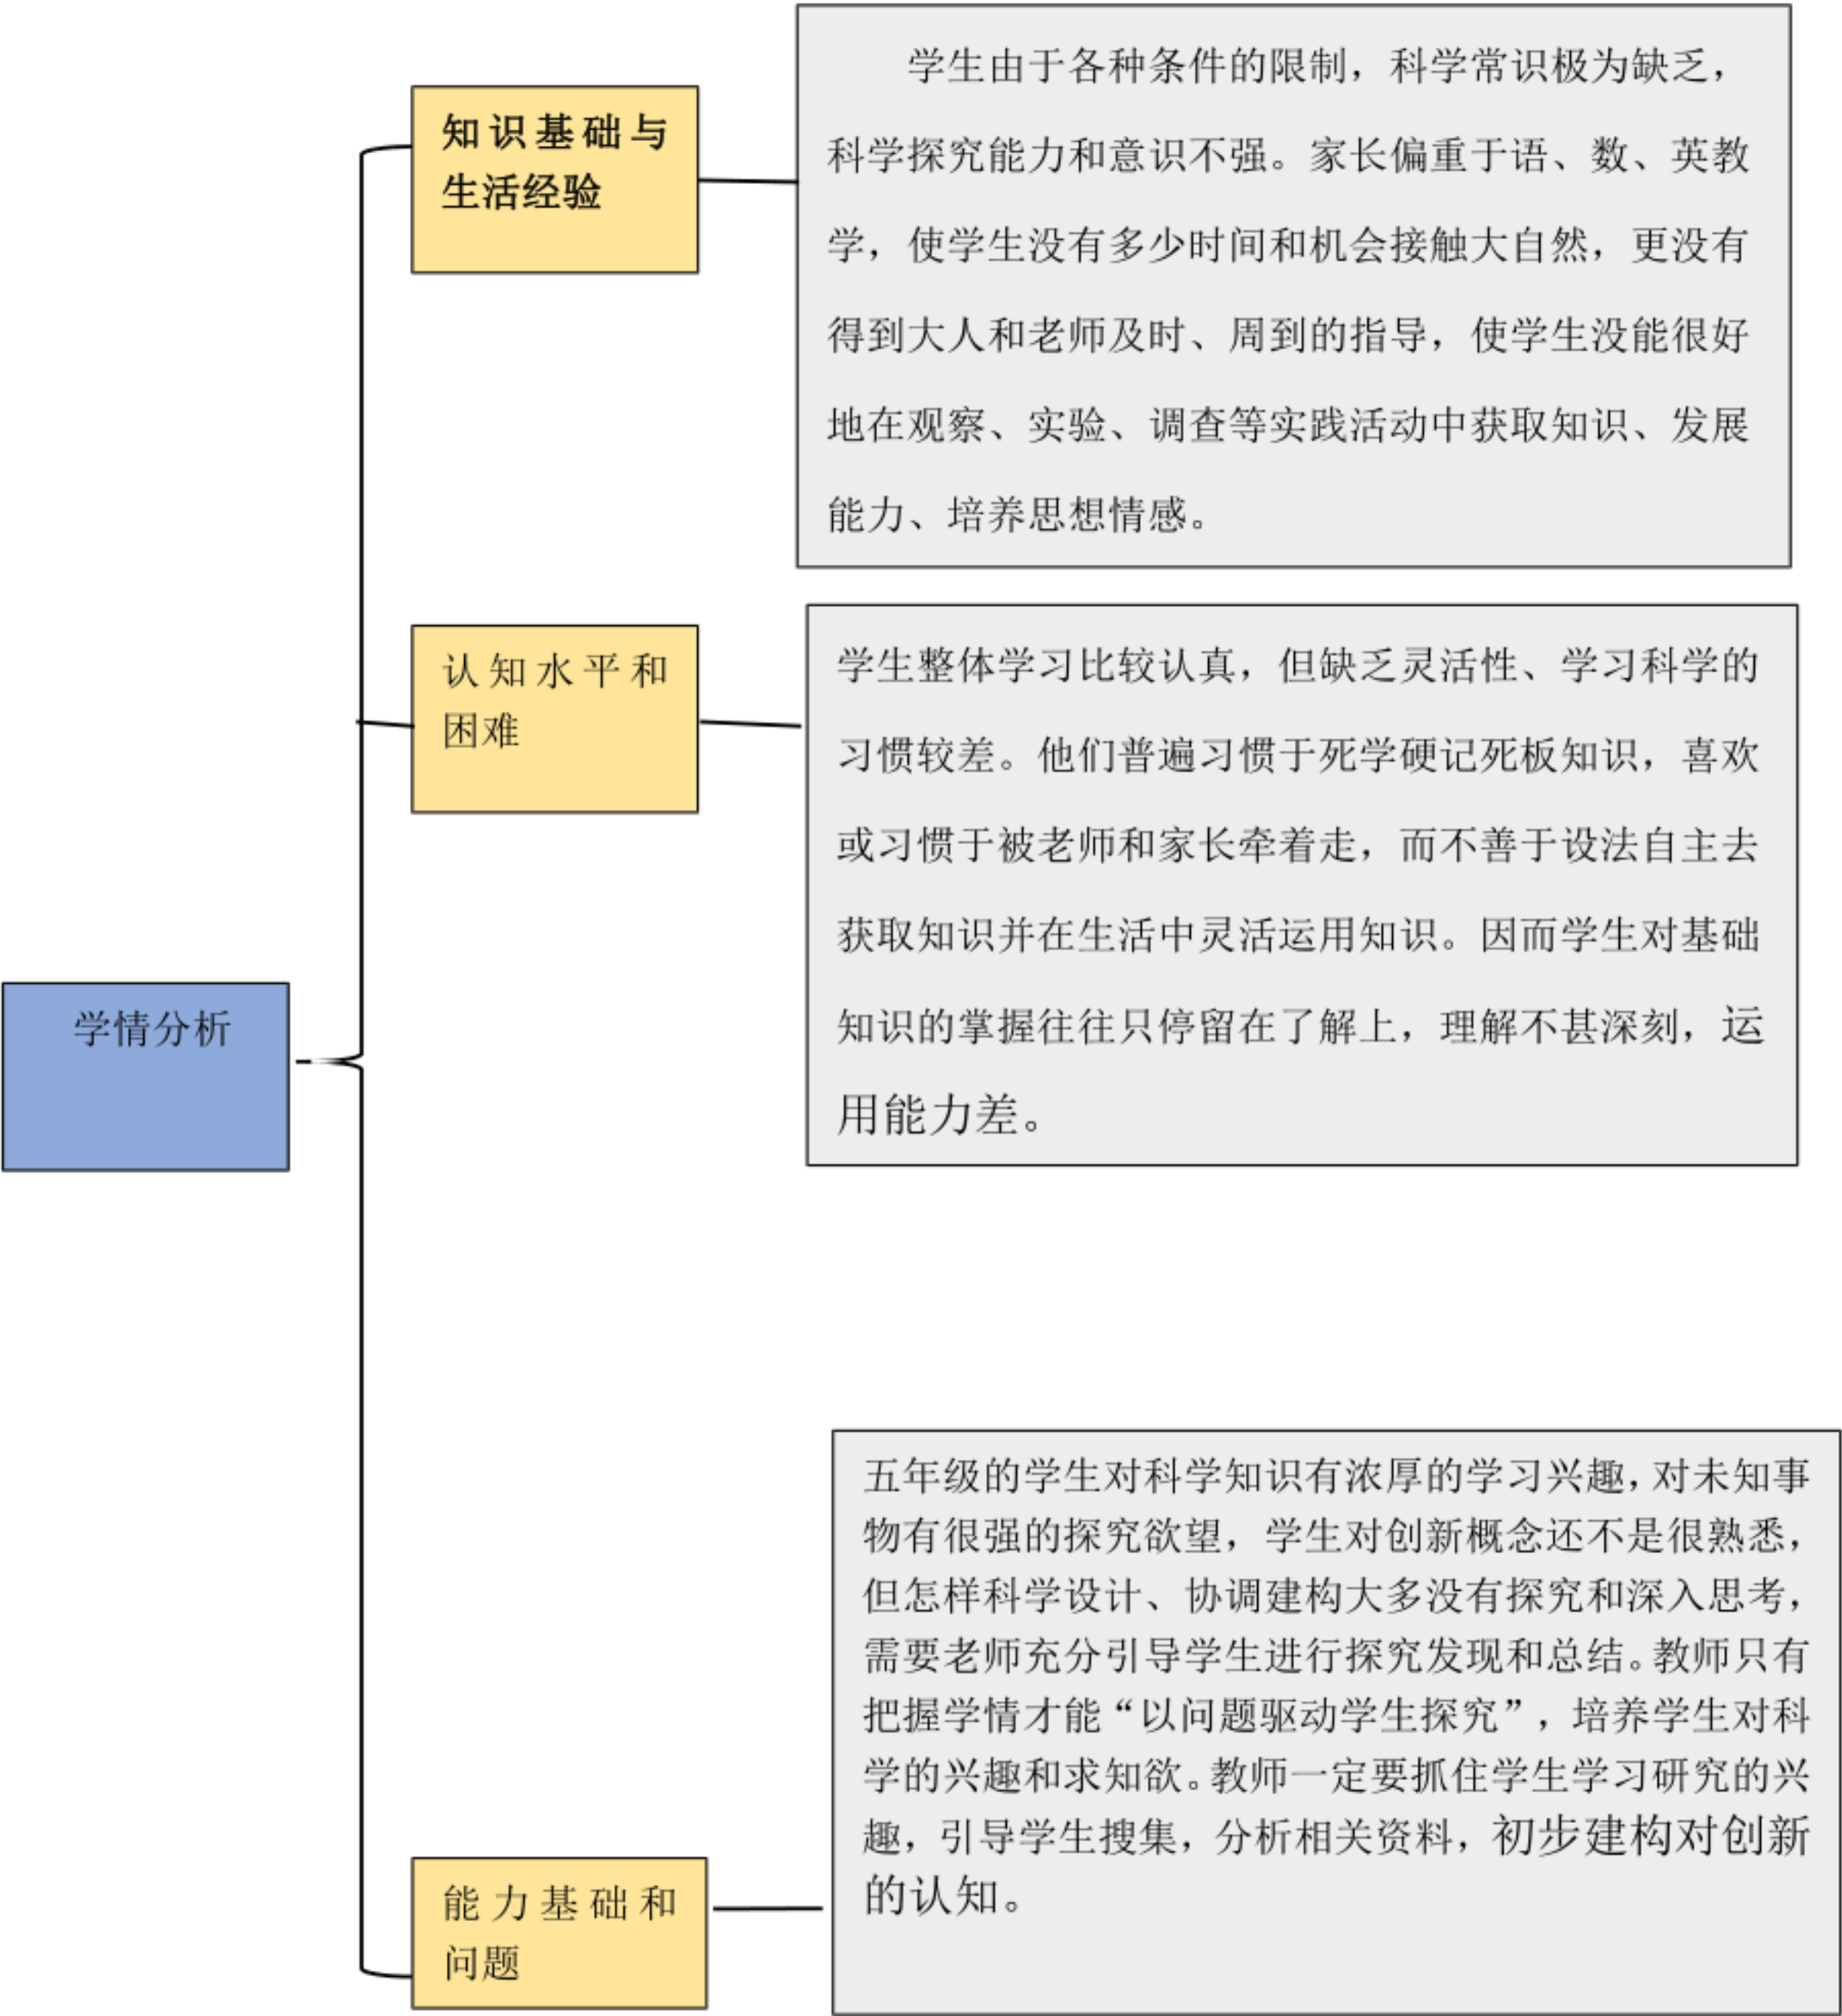 学情分析
知识基础与
生活经验
学生由于各种条件的限制，科学常识极为缺乏，
科学探究能力和意识不强。家长偏重于语、数、英教
学，使学生没有多少时间和机会接触大自然，更没有
得到大人和老师及时、周到的指导，使学生没能很好
地在观察、实验、调查等实践活动中获取知识、发展
能力、培养思想情感。
认知水平和
困难
学生整体学习比较认真，但缺乏灵活性、学习科学的
习惯较差。他们普遍习惯于死学硬记死板知识，喜欢
或习惯于被老师和家长牵着走，而不善于设法自主去
获取知识并在生活中灵活运用知识。因而学生对基础
知识的掌握往往只停留在了解上，理解不甚深刻，运
用能力差。
能力基础和
问题
五年级的学生对科学知识有浓厚的学习兴趣，对未知事
物有很强的探究欲望，学生对创新概念还不是很熟悉，
但怎样科学设计、协调建构大多没有探究和深入思考，
需要老师充分引导学生进行探究发现和总结。教师只有
把握学情才能“以问题驱动学生探究”，培养学生对科
学的兴趣和求知欲。教师一定要抓住学生学习研究的兴
趣，引导学生搜集，分析相关资料，初步建构对创新
的认知。